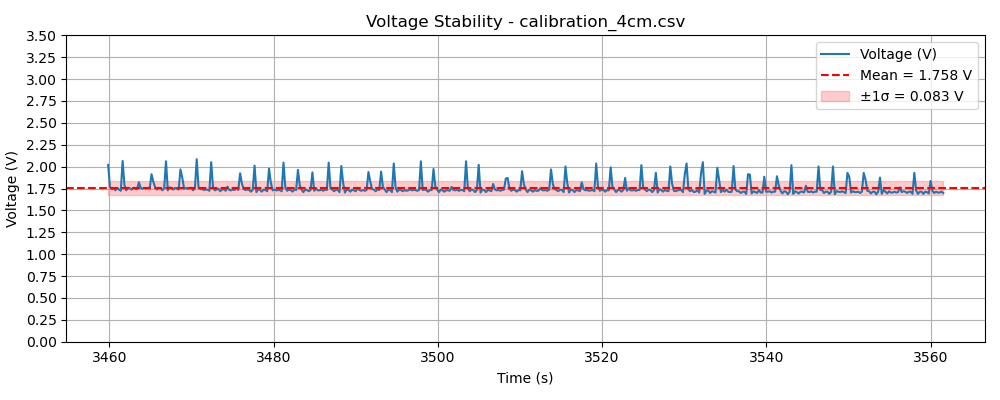 Voltage Stability - calibration_4cm.csv
3.50
3.25
3.00
2.75
2.50
2.25
2.00
1.75
1.50
1.25
1.00
0.75
0.50
0.25
0.00
Voltage (V)
Voltage (V)
Mean = 1.758 V
±1σ = 0.083 V
3460 3480 3500 3520 3540 3560
Time (s)